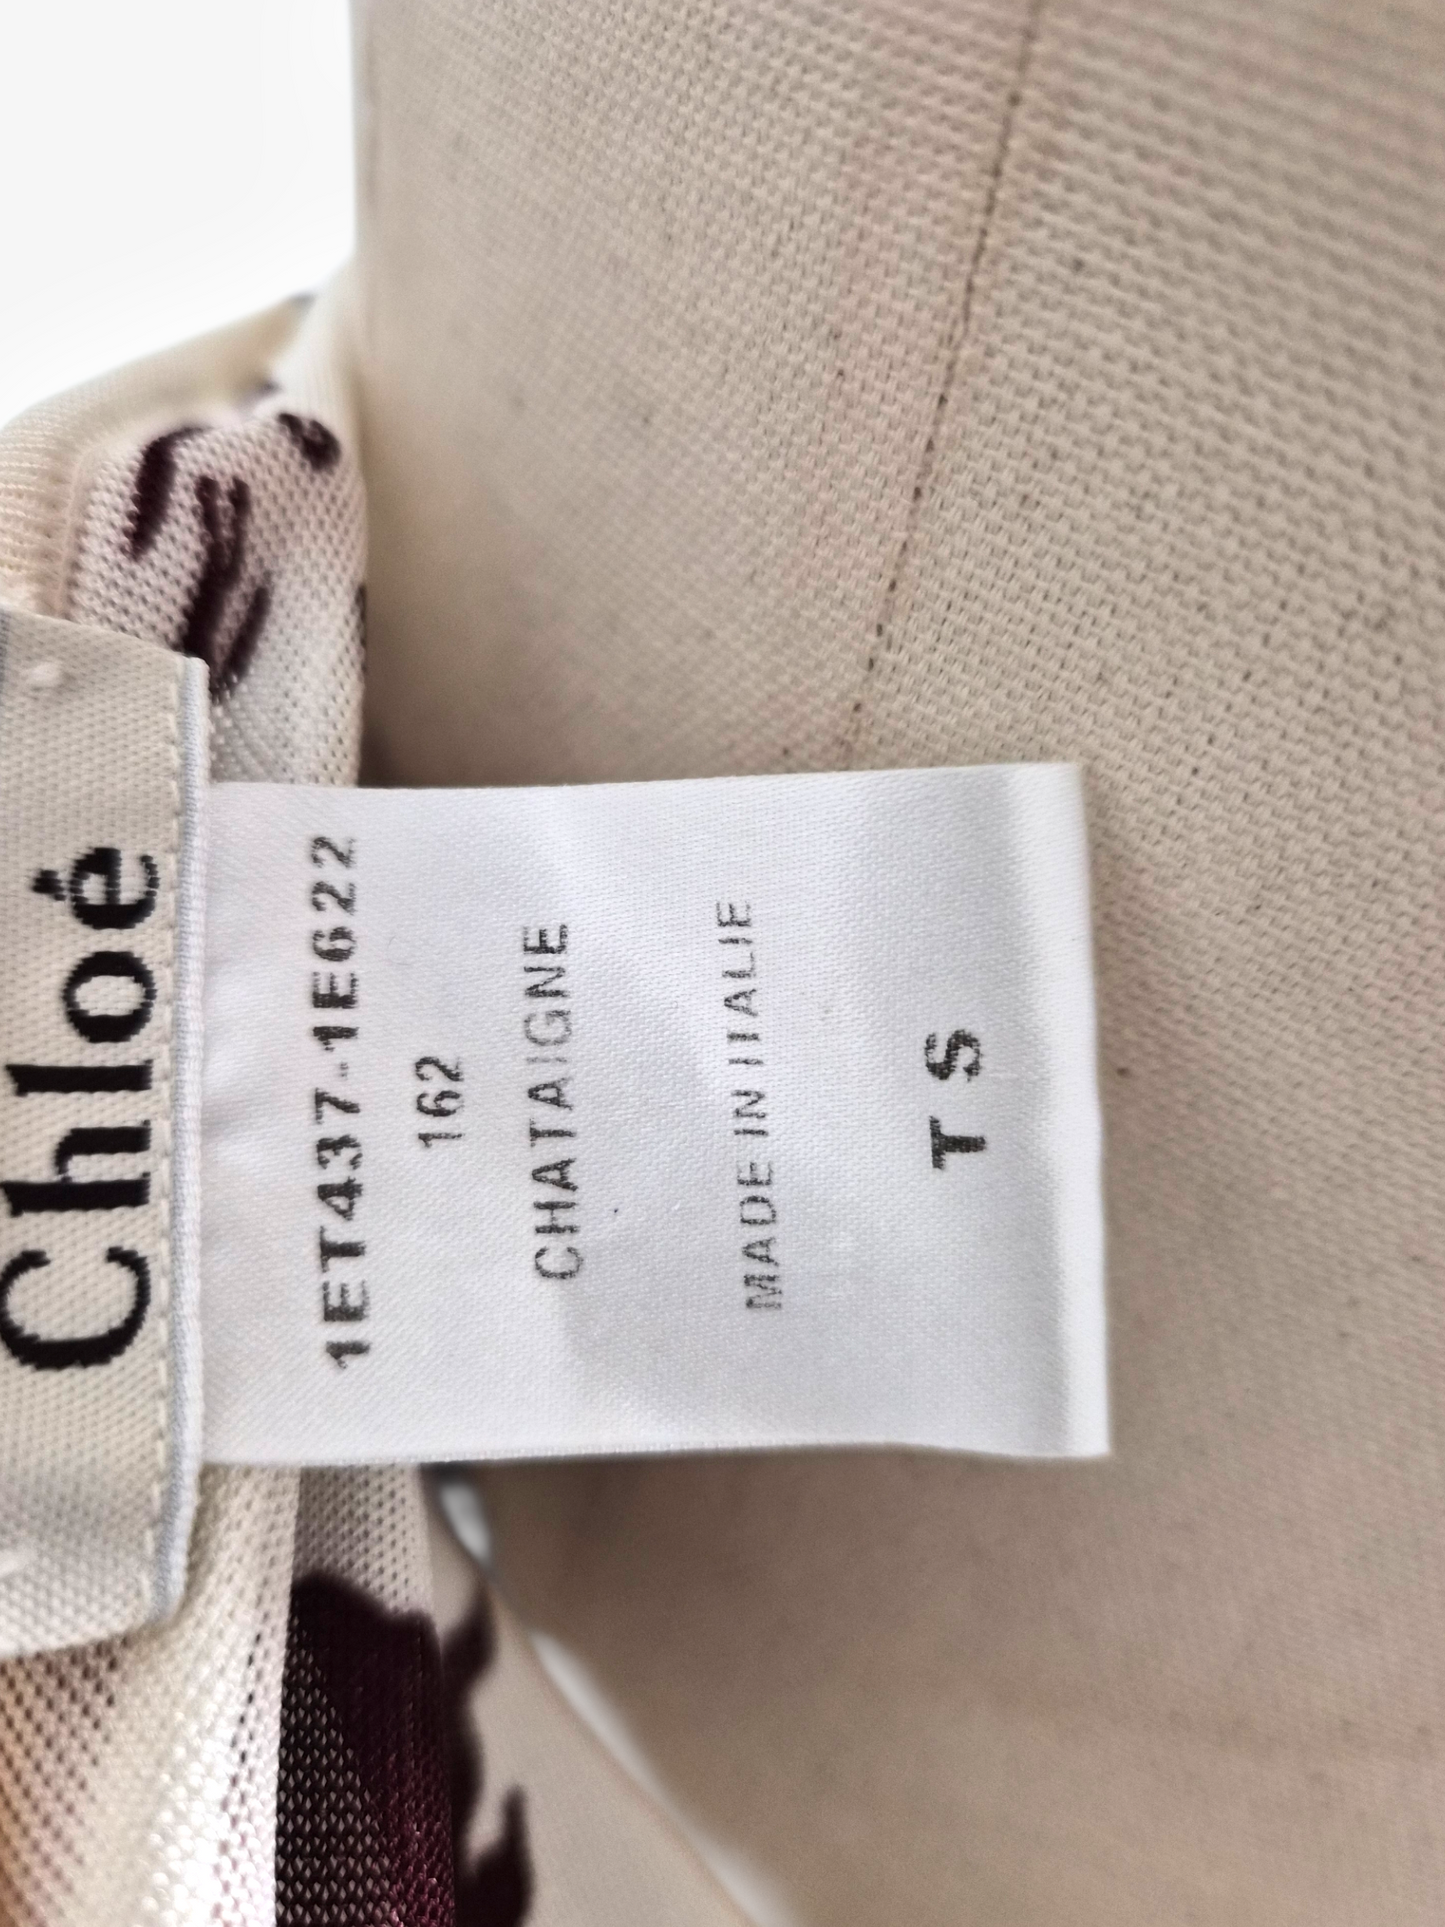 Chloé
1ET437-1E622
162
CHATAIGNE
MADE IN ITALIE
T S